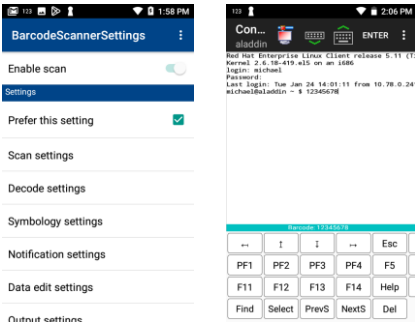 123
1:58 PM
BarcodeScannerSettings
Enable scan
Settings
Prefer this setting
Scan settings
Decode settings
Symbology settings
Notification settings
Data edit settings
Output settings
123
2:06 PM
Con...
aladdin
ENTER
Red Hat Enterprise Linux Client release 5.11 (T
Kernel 2.6.18-419.el5 on an i686
login: michael
Password:
Last login: Tue Jan 24 14:01:11 from 10.78.0.24
michael@aladdin ~ $ 12345678
Barcode: 12345678
↔ ↕ ↕ ↔ Esc
PF1 PF2 PF3 PF4 F5
F11 F12 F13 F14 Help
Find Select PrevS NextS Del